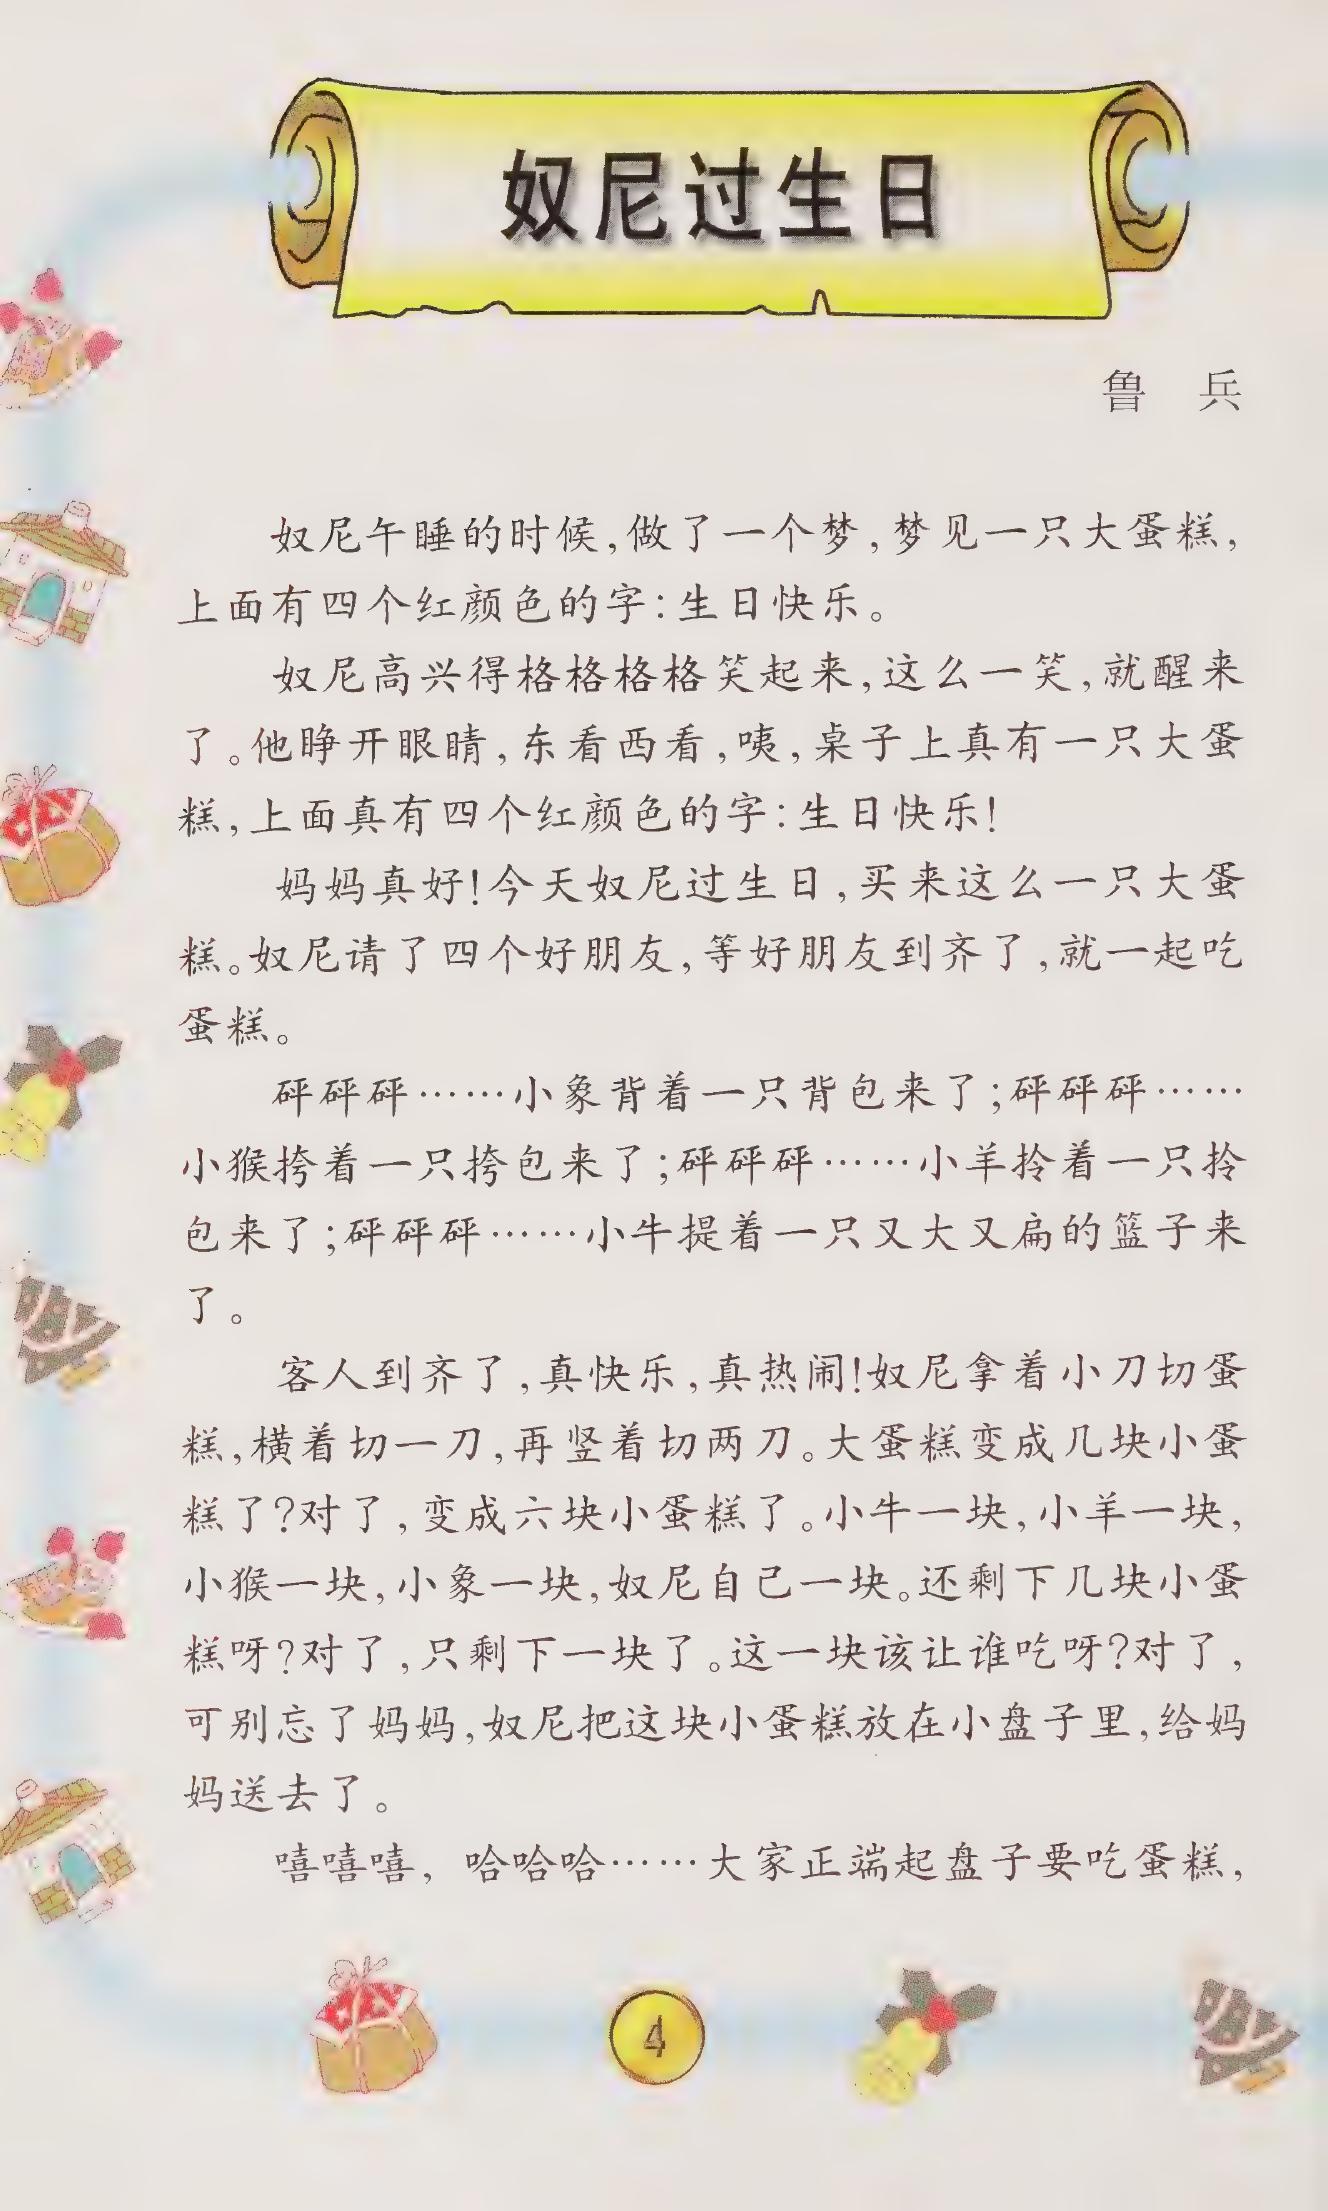 奴尼过生日
鲁 兵
奴尼午睡的时候,做了一个梦,梦见一只大蛋糕,
上面有四个红颜色的字:生日快乐。
奴尼高兴得格格格格笑起来,这么一笑,就醒来
了。他睁开眼睛,东看西看,咦,桌子上真有一只大蛋
糕,上面真有四个红颜色的字:生日快乐!
妈妈真好!今天奴尼过生日,买来这么一只大蛋
糕。奴尼请了四个好朋友,等好朋友到齐了,就一起吃
蛋糕。
砰砰砰……小象背着一只背包来了;砰砰砰……
小猴挎着一只挎包来了;砰砰砰……小羊拎着一只拎
包来了;砰砰砰……小牛提着一只又大又扁的篮子来
了。
客人到齐了,真快乐,真热闹!奴尼拿着小刀切蛋
糕,横着切一刀,再竖着切两刀。大蛋糕变成几块小蛋
糕了?对了,变成六块小蛋糕了。小牛一块,小羊一块,
小猴一块,小象一块,奴尼自己一块。还剩下几块小蛋
糕呀?对了,只剩下一块了。这一块该让谁吃呀?对了,
可别忘了妈妈,奴尼把这块小蛋糕放在小盘子里,给妈
妈送去了。
嘻嘻嘻,哈哈哈……大家正端起盘子要吃蛋糕,
4